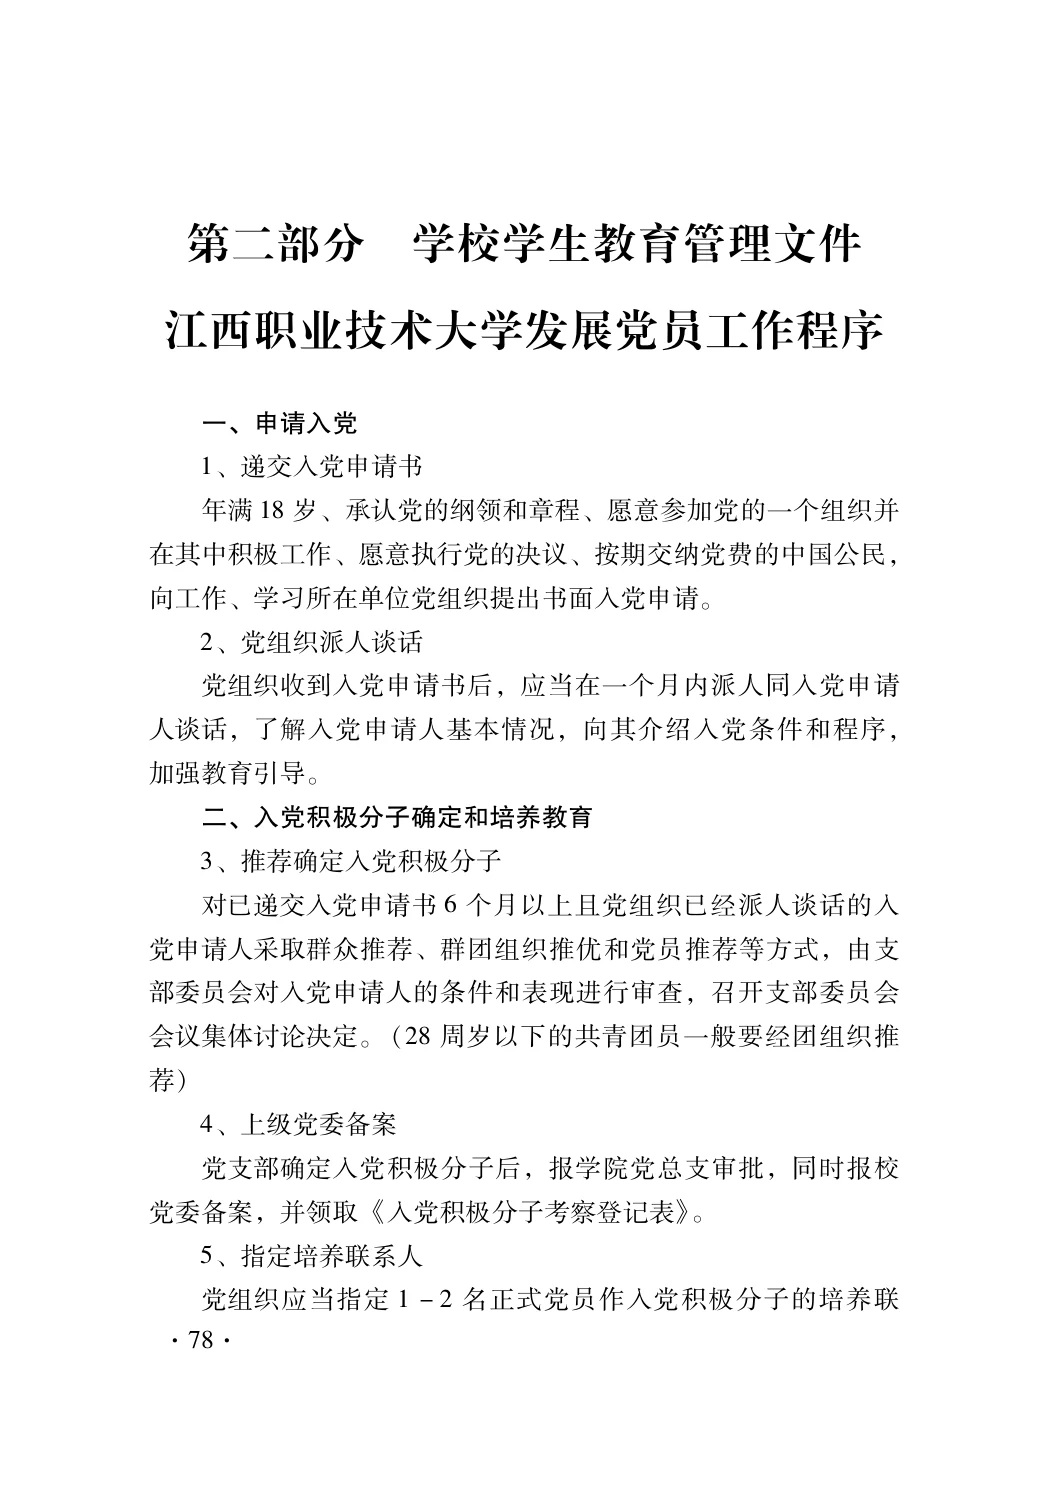 第二部分　学校学生教育管理文件
江西职业技术大学发展党员工作程序
一、申请入党
1、递交入党申请书
年满 18 岁、承认党的纲领和章程、愿意参加党的一个组织并
在其中积极工作、愿意执行党的决议、按期交纳党费的中国公民，
向工作、学习所在单位党组织提出书面入党申请。
2、党组织派人谈话
党组织收到入党申请书后，应当在一个月内派人同入党申请
人谈话，了解入党申请人基本情况，向其介绍入党条件和程序，
加强教育引导。
二、入党积极分子确定和培养教育
3、推荐确定入党积极分子
对已递交入党申请书 6 个月以上且党组织已经派人谈话的入
党申请人采取群众推荐、群团组织推优和党员推荐等方式，由支
部委员会对入党申请人的条件和表现进行审查，召开支部委员会
会议集体讨论决定。（28 周岁以下的共青团员一般要经团组织推
荐）
4、上级党委备案
党支部确定入党积极分子后，报学院党总支审批，同时报校
党委备案，并领取《入党积极分子考察登记表》。
5、指定培养联系人
党组织应当指定 1－2 名正式党员作入党积极分子的培养联
·78·